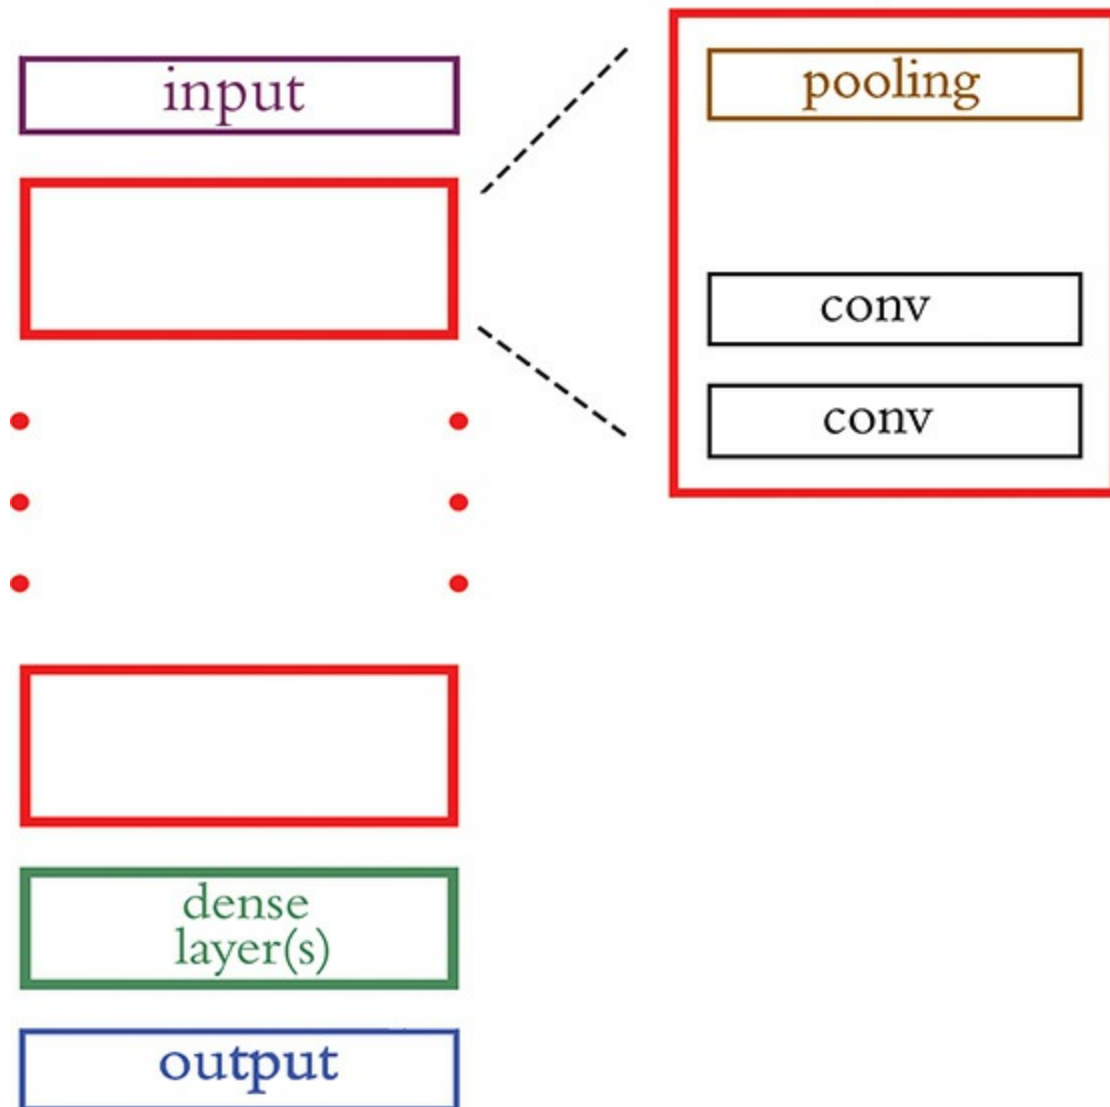 input
pooling
conv
conv
dense
layer(s)
output